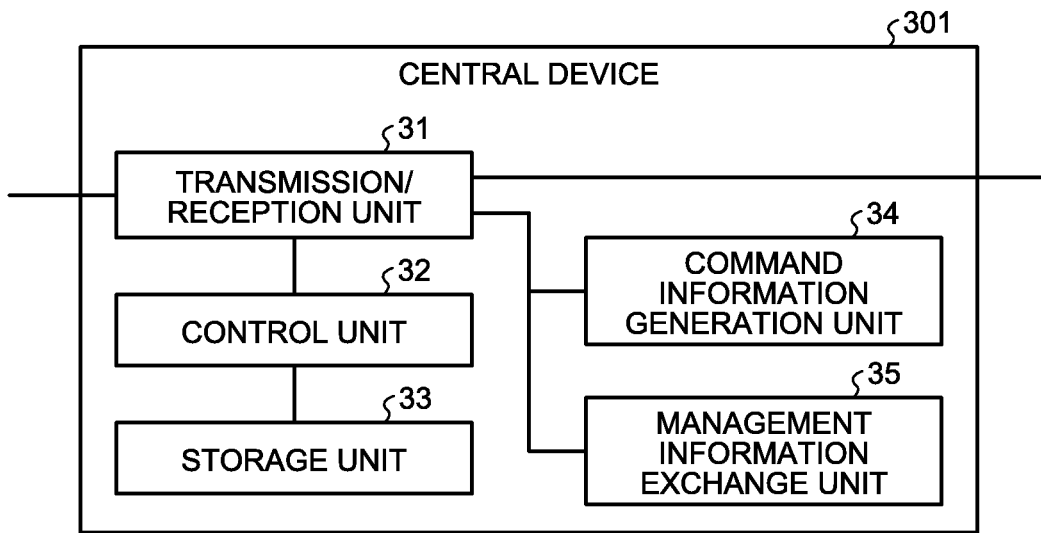 301
CENTRAL DEVICE
31
TRANSMISSION/
RECEPTION UNIT
32
CONTROL UNIT
33
STORAGE UNIT
34
COMMAND
INFORMATION
GENERATION UNIT
35
MANAGEMENT
INFORMATION
EXCHANGE UNIT